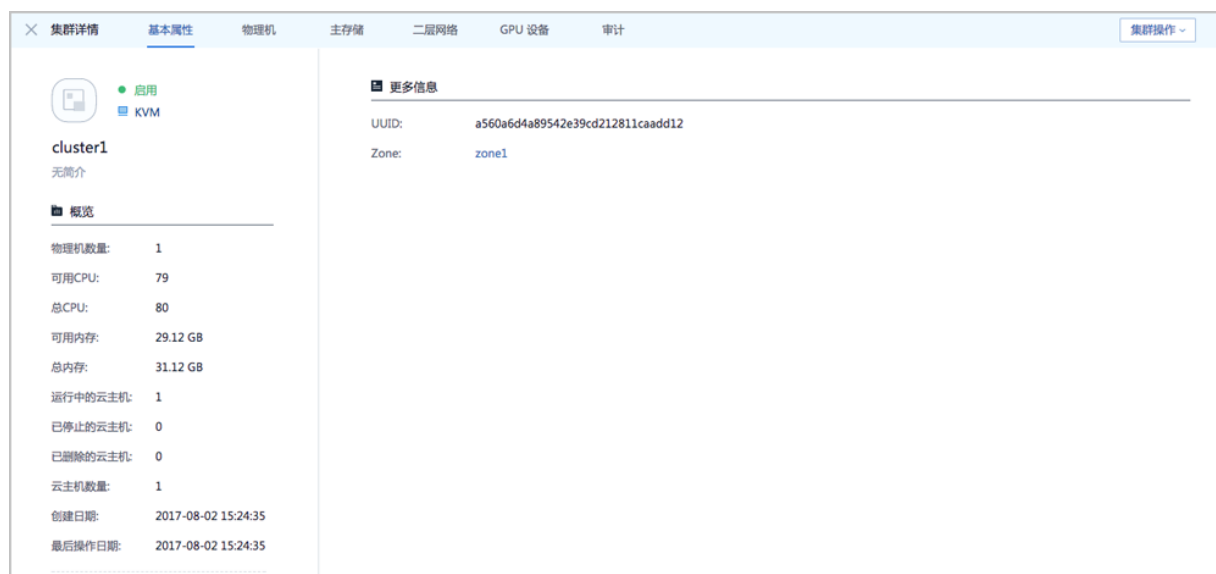 集群详情 基本属性 物理机 主存储 二层网络 GPU 设备 审计 集群操作
启用
KVM
cluster1
无简介
概览
物理机数量: 1
可用CPU: 79
总CPU: 80
可用内存: 29.12 GB
总内存: 31.12 GB
运行中的云主机: 1
已停止的云主机: 0
已删除的云主机: 0
云主机数量: 1
创建日期: 2017-08-02 15:24:35
最后操作日期: 2017-08-02 15:24:35
更多信息
UUID: a560a6d4a89542e39cd212811caadd12
Zone: zone1